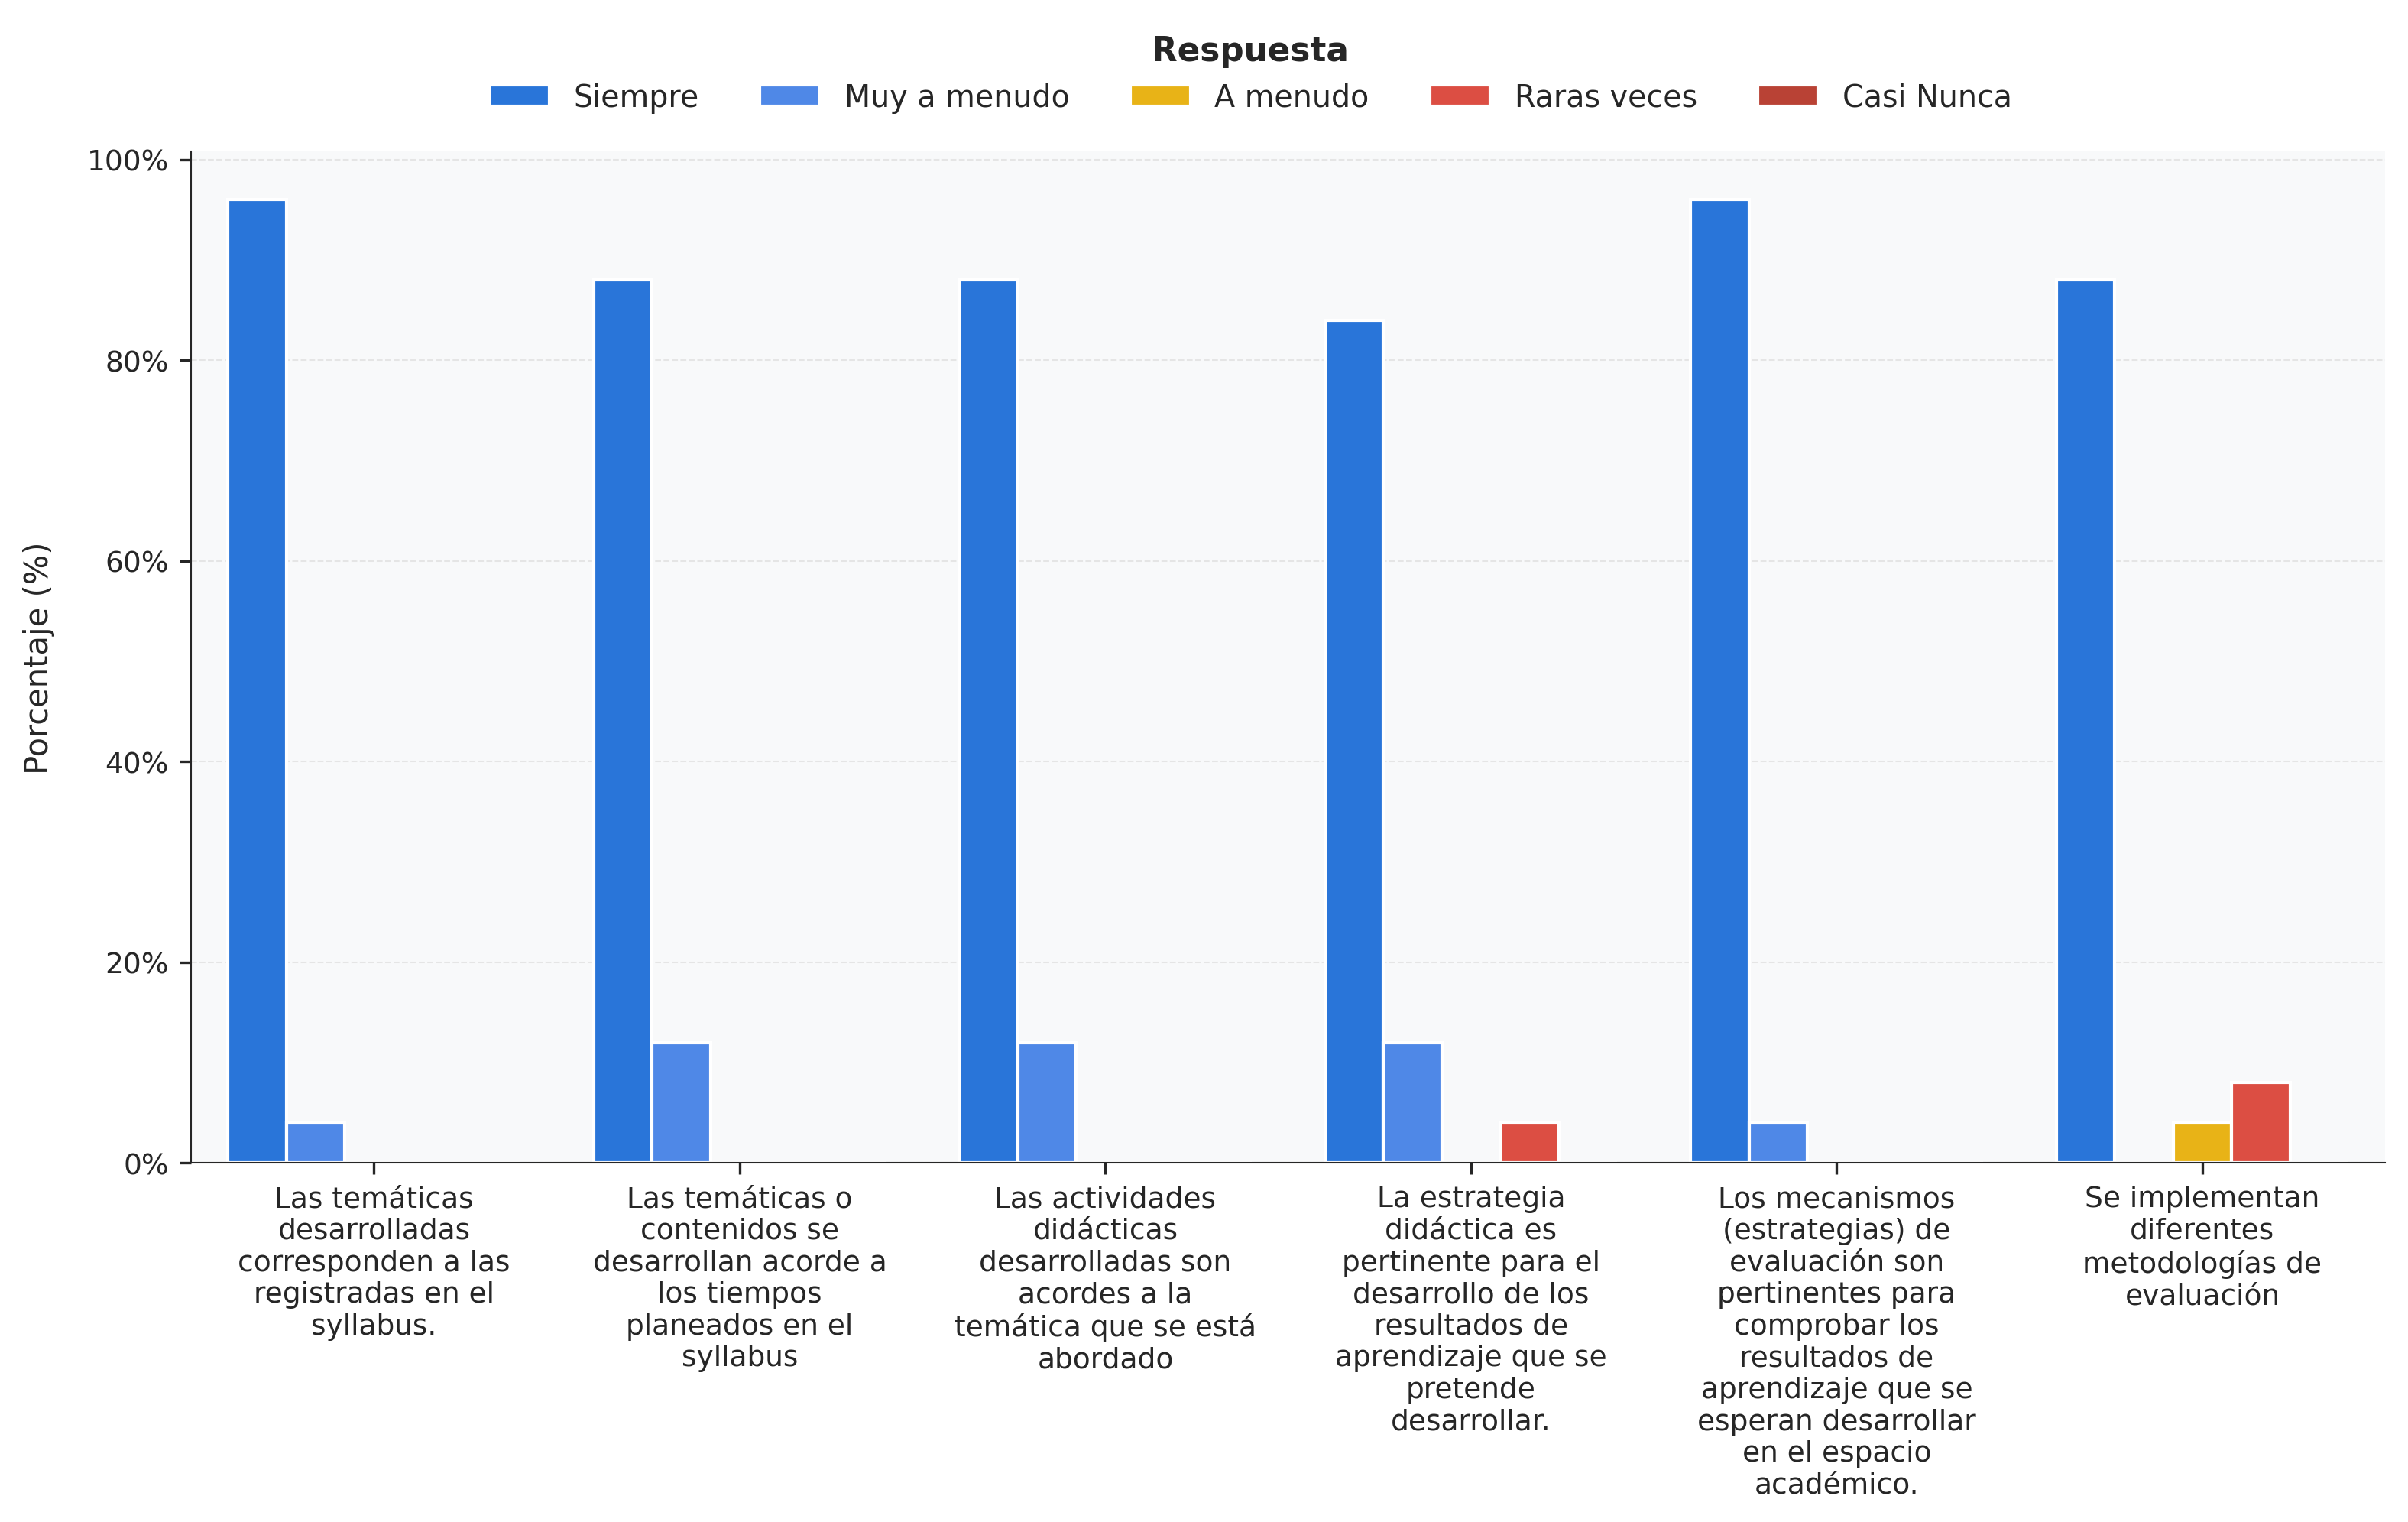 Respuesta
Siempre
Muy a menudo
A menudo
Raras veces
Casi Nunca
Porcentaje (%)
100%
80%
60%
40%
20%
0%
Las temáticas
desarrolladas
corresponden a las
registradas en el
syllabus.
Las temáticas o
contenidos se
desarrollan acorde a
los tiempos
planeados en el
syllabus
Las actividades
didácticas
desarrolladas son
acordes a la
temática que se está
abordado
La estrategia
didáctica es
pertinente para el
desarrollo de los
resultados de
aprendizaje que se
pretende
desarrollar.
Los mecanismos
(estrategias) de
evaluación son
pertinentes para
comprobar los
resultados de
aprendizaje que se
esperan desarrollar
en el espacio
académico.
Se implementan
diferentes
metodologías de
evaluación